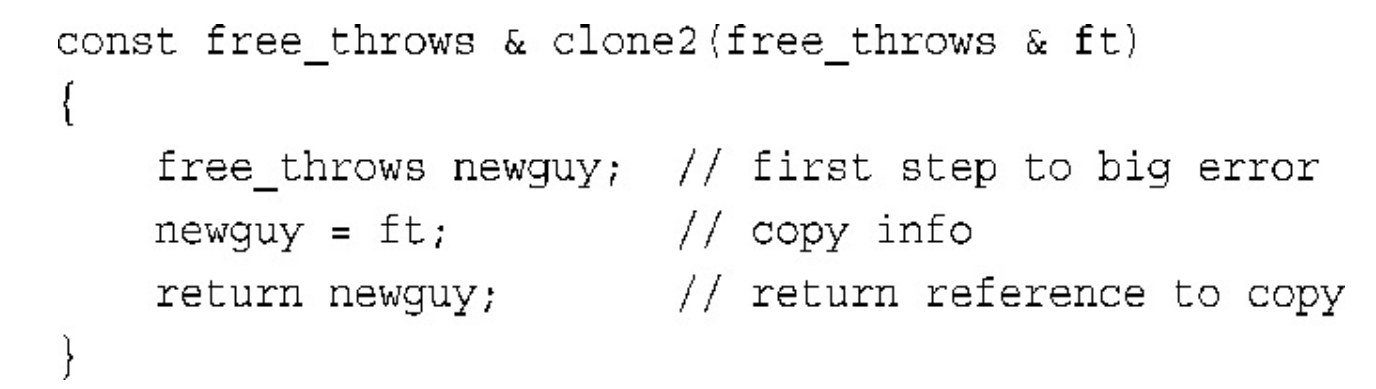 const free_throws & clone2(free_throws & ft)
{
    free_throws newguy;  // first step to big error
    newguy = ft;         // copy info
    return newguy;       // return reference to copy
}